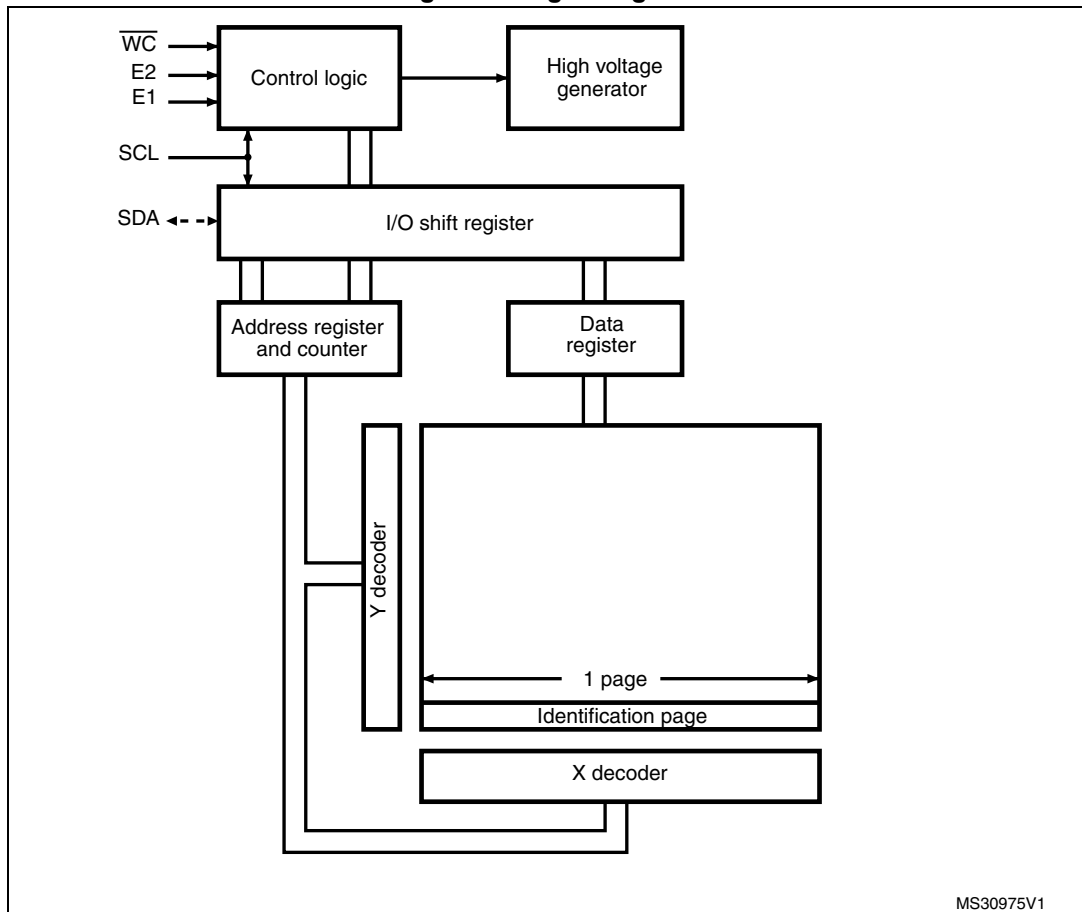 W̅C̅
E2
E1
SCL
SDA
Control logic
High voltage
generator
I/O shift register
Address register
and counter
Data
register
Y decoder
1 page
Identification page
X decoder
MS30975V1